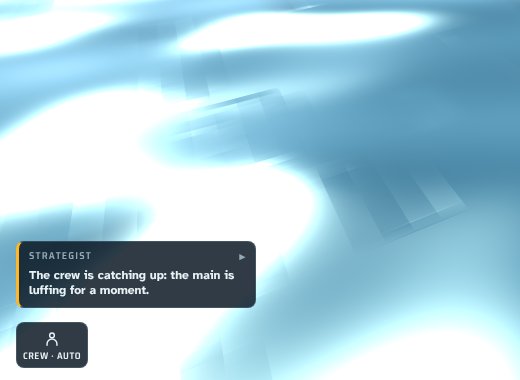 STRATEGIST
The crew is catching up: the main is
luffing for a moment.
CREW · AUTO